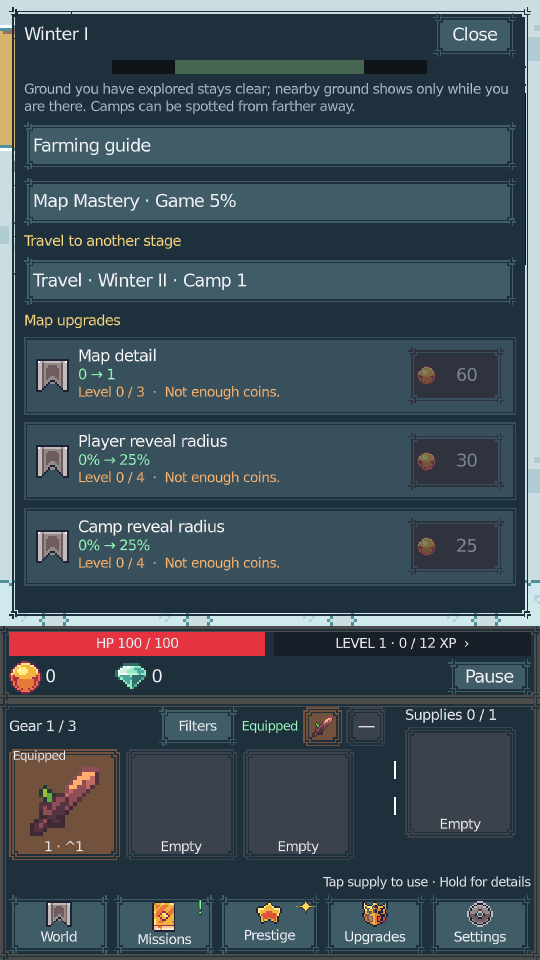 Winter I
Close
Ground you have explored stays clear; nearby ground shows only while you
are there. Camps can be spotted from farther away.
Farming guide
Map Mastery · Game 5%
Travel to another stage
Travel · Winter II · Camp 1
Map upgrades
Map detail
0 → 1
Level 0 / 3 · Not enough coins.
60
Player reveal radius
0% → 25%
Level 0 / 4 · Not enough coins.
30
Camp reveal radius
0% → 25%
Level 0 / 4 · Not enough coins.
25
HP 100 / 100
LEVEL 1 · 0 / 12 XP ›
0
0
Pause
Gear 1 / 3
Filters
Equipped
—
Supplies 0 / 1
Equipped
1 · ^1
Empty
Empty
Empty
Tap supply to use · Hold for details
World
Missions
!
Prestige
Upgrades
Settings